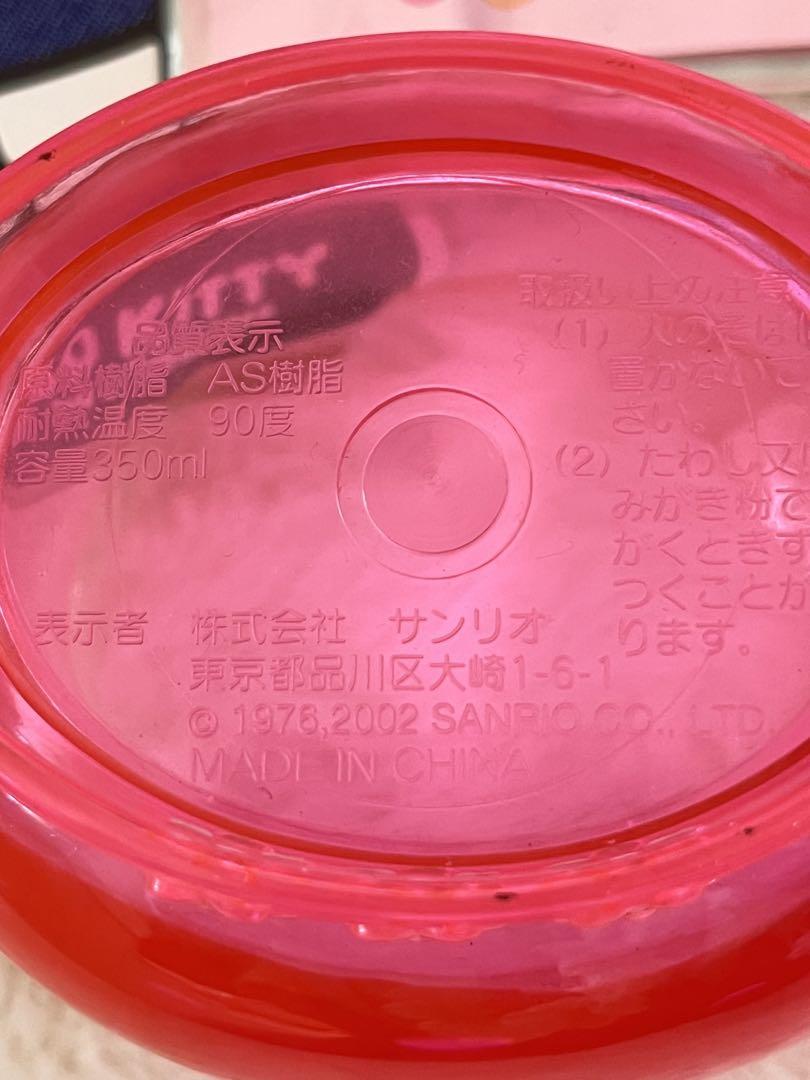 KITTY
品質表示
原料樹脂 AS樹脂
耐熱温度 90度
容量350ml
取扱い上の注意
(1) 火のそばに
置かないこ
さい。
(2) たわし又は
みがき粉で
がくときず
つくことが
ります。
表示者 株式会社 サンリオ
東京都品川区大崎1-6-1
© 1976,2002 SANRIO CO., LTD.
MADE IN CHINA